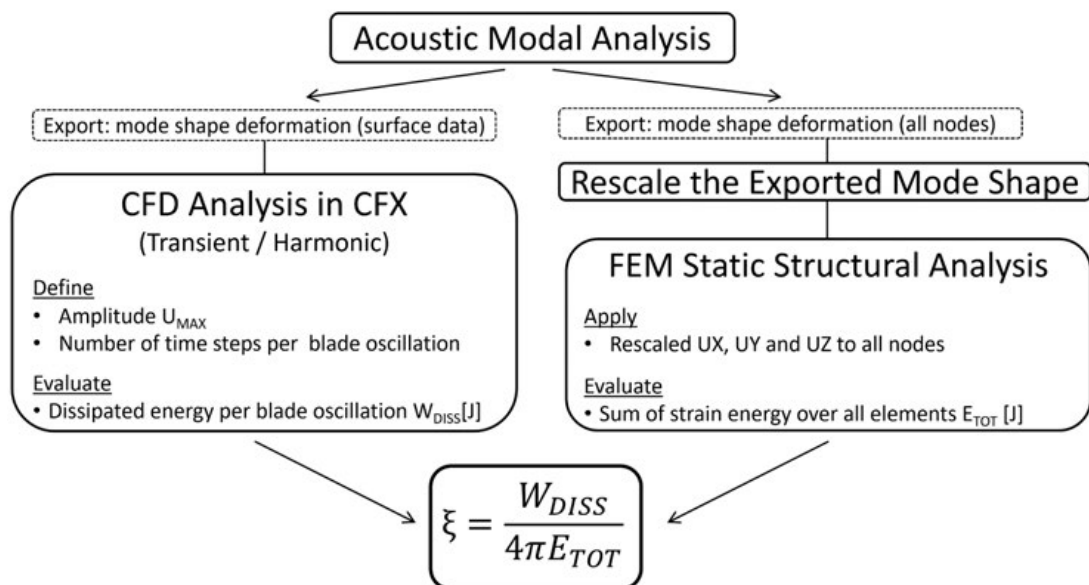 Acoustic Modal Analysis
Export: mode shape deformation (surface data)
CFD Analysis in CFX
(Transient / Harmonic)
Define
• Amplitude U_MAX
• Number of time steps per blade oscillation
Evaluate
• Dissipated energy per blade oscillation W_DISS[J]
Export: mode shape deformation (all nodes)
Rescale the Exported Mode Shape
FEM Static Structural Analysis
Apply
• Rescaled UX, UY and UZ to all nodes
Evaluate
• Sum of strain energy over all elements E_TOT [J]
ξ = W_DISS / 4πE_TOT